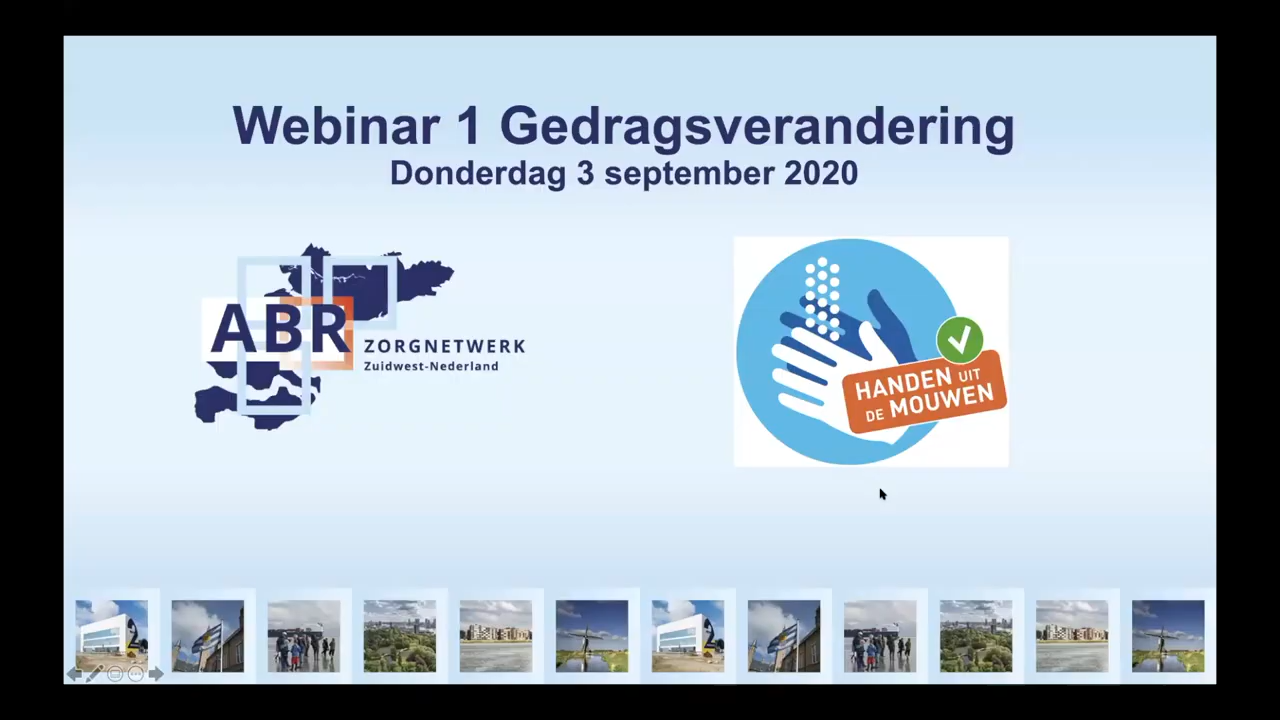 Webinar 1 Gedragsverandering
Donderdag 3 september 2020
ABR
ZORGNETWERK
Zuidwest-Nederland
HANDEN UIT
DE MOUWEN